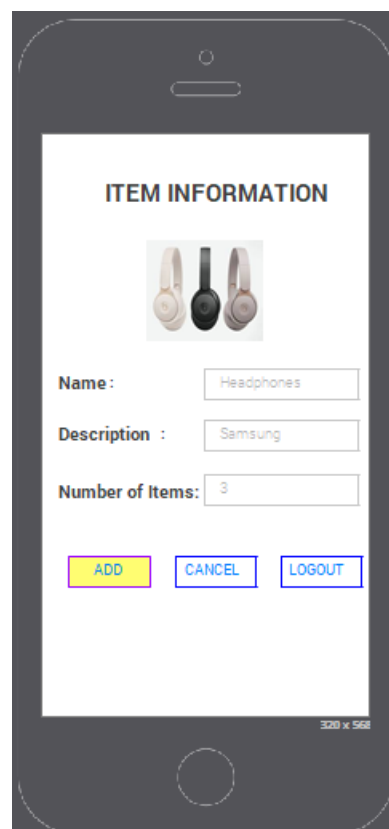 ITEM INFORMATION
Name : Headphones
Description : Samsung
Number of Items: 3
ADD CANCEL LOGOUT
320 x 568